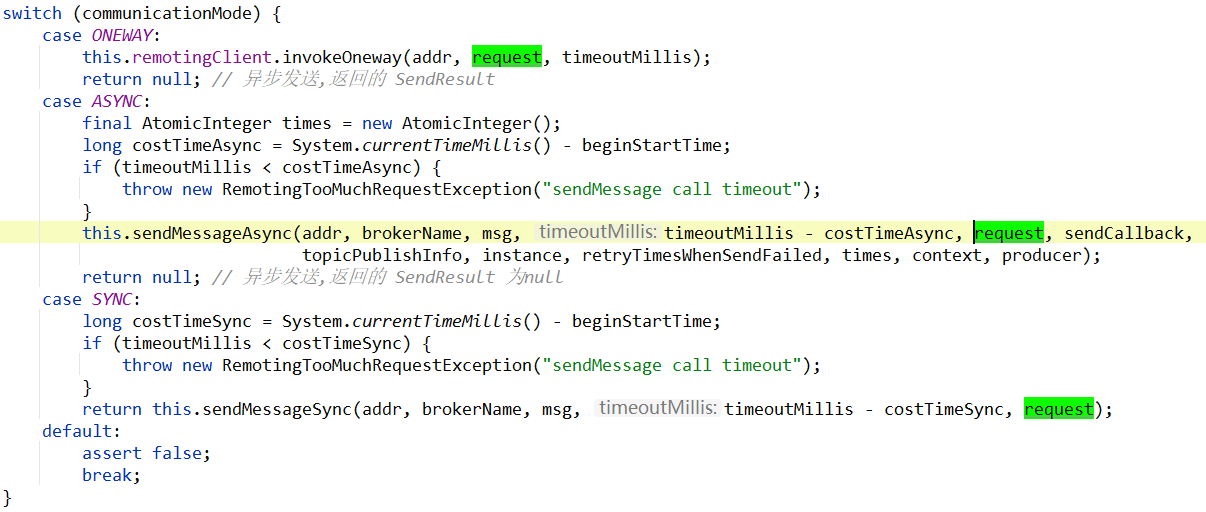 switch (communicationMode) {
case ONEWAY:
this.remotingClient.invokeOneway(addr, request, timeoutMillis);
return null; // 异步发送,返回的 SendResult
case ASYNC:
final AtomicInteger times = new AtomicInteger();
long costTimeAsync = System.currentTimeMillis() - beginStartTime;
if (timeoutMillis < costTimeAsync) {
throw new RemotingTooMuchRequestException("sendMessage call timeout");
}
this.sendMessageAsync(addr, brokerName, msg, timeoutMillis: timeoutMillis - costTimeAsync, request, sendCallback,
topicPublishInfo, instance, retryTimesWhenSendFailed, times, context, producer);
return null; // 异步发送,返回的 SendResult 为null
case SYNC:
long costTimeSync = System.currentTimeMillis() - beginStartTime;
if (timeoutMillis < costTimeSync) {
throw new RemotingTooMuchRequestException("sendMessage call timeout");
}
return this.sendMessageSync(addr, brokerName, msg, timeoutMillis: timeoutMillis - costTimeSync, request);
default:
assert false;
break;
}